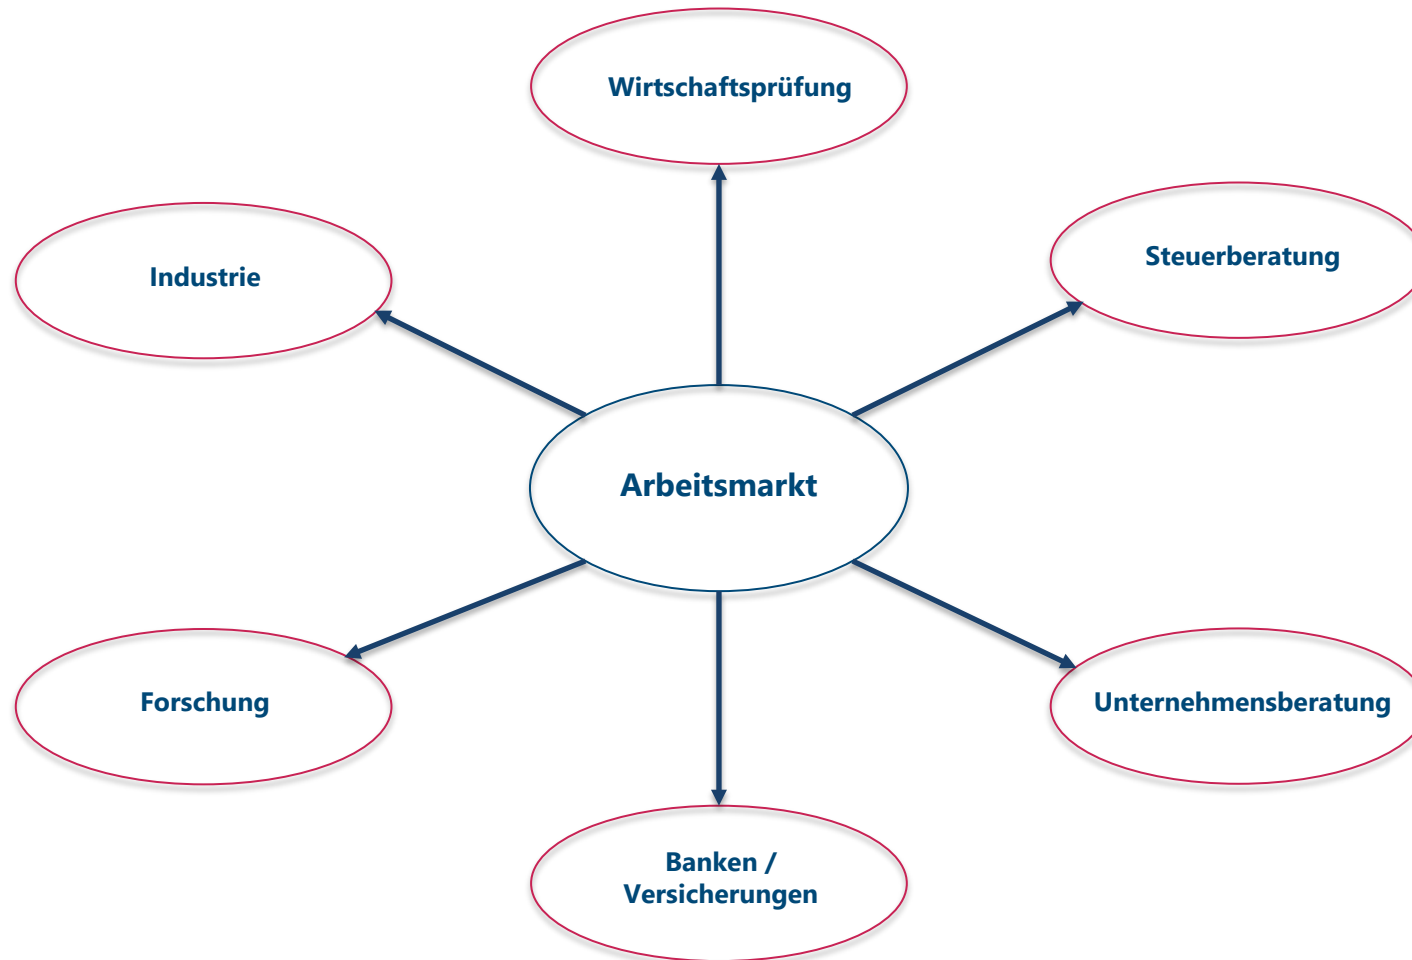 Wirtschaftsprüfung
Steuerberatung
Industrie
Arbeitsmarkt
Forschung
Unternehmensberatung
Banken /
Versicherungen